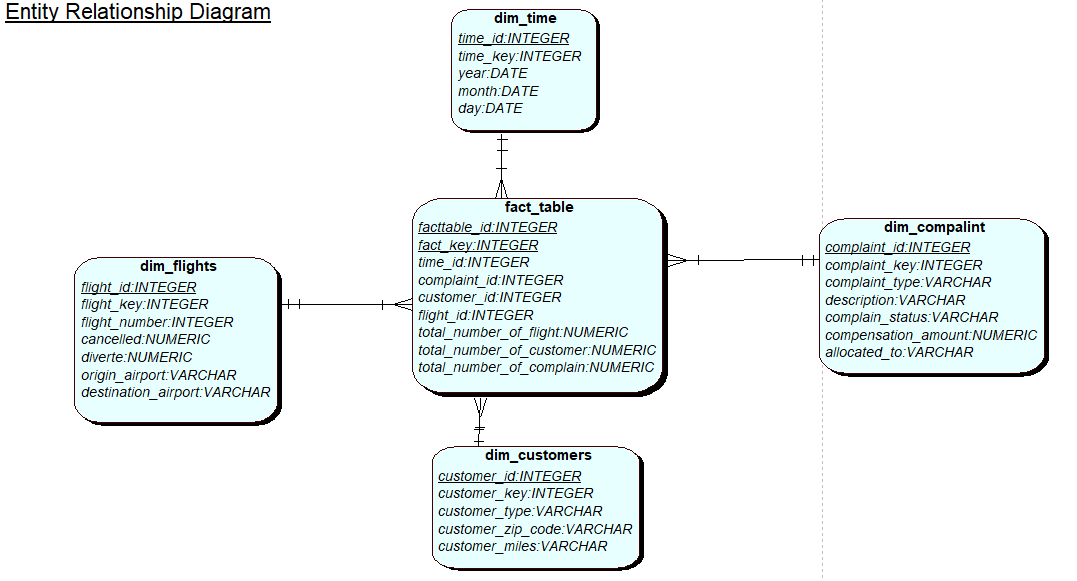 Entity Relationship Diagram
dim_time
time_id:INTEGER
time_key:INTEGER
year:DATE
month:DATE
day:DATE
fact_table
facttable_id:INTEGER
fact_key:INTEGER
time_id:INTEGER
complaint_id:INTEGER
customer_id:INTEGER
flight_id:INTEGER
total_number_of_flight:NUMERIC
total_number_of_customer:NUMERIC
total_number_of_complain:NUMERIC
dim_compalint
complaint_id:INTEGER
complaint_key:INTEGER
complaint_type:VARCHAR
description:VARCHAR
complain_status:VARCHAR
compensation_amount:NUMERIC
allocated_to:VARCHAR
dim_flights
flight_id:INTEGER
flight_key:INTEGER
flight_number:INTEGER
cancelled:NUMERIC
diverte:NUMERIC
origin_airport:VARCHAR
destination_airport:VARCHAR
dim_customers
customer_id:INTEGER
customer_key:INTEGER
customer_type:VARCHAR
customer_zip_code:VARCHAR
customer_miles:VARCHAR